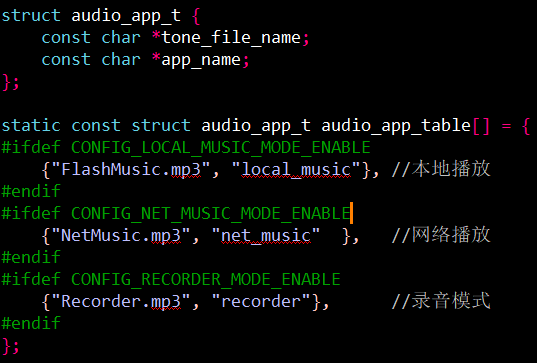 struct audio_app_t {
    const char *tone_file_name;
    const char *app_name;
};

static const struct audio_app_t audio_app_table[] = {
#ifdef CONFIG_LOCAL_MUSIC_MODE_ENABLE
    {"FlashMusic.mp3", "local_music"}, //本地播放
#endif
#ifdef CONFIG_NET_MUSIC_MODE_ENABLE
    {"NetMusic.mp3", "net_music"  },   //网络播放
#endif
#ifdef CONFIG_RECORDER_MODE_ENABLE
    {"Recorder.mp3", "recorder"},      //录音模式
#endif
};